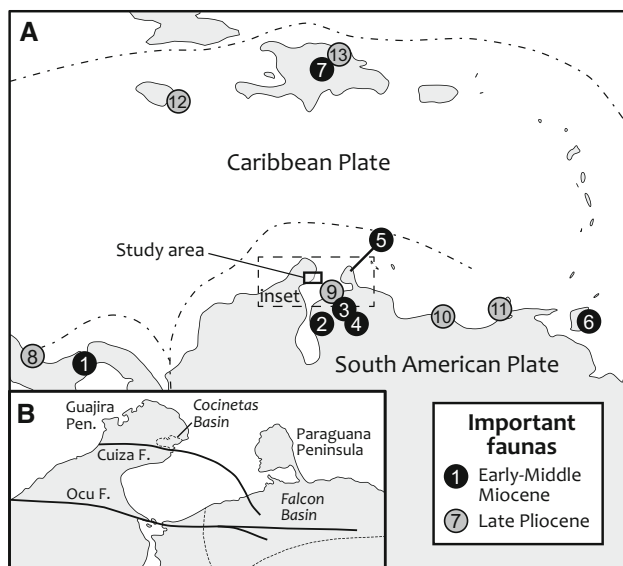 A
13
7
12
Caribbean Plate
5
Study area
inset
9
3
2
4
10
11
6
8
1
South American Plate
B
Guajira
Pen.
Cocinetas
Basin
Cuiza F.
Paraguana
Peninsula
Ocu F.
Falcon
Basin
Important
faunas
1 Early-Middle
Miocene
7 Late Pliocene